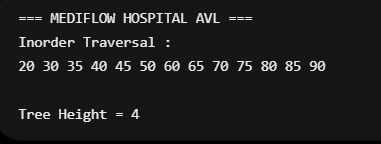 === MEDIFLOW HOSPITAL AVL ===
Inorder Traversal :
20 30 35 40 45 50 60 65 70 75 80 85 90
Tree Height = 4